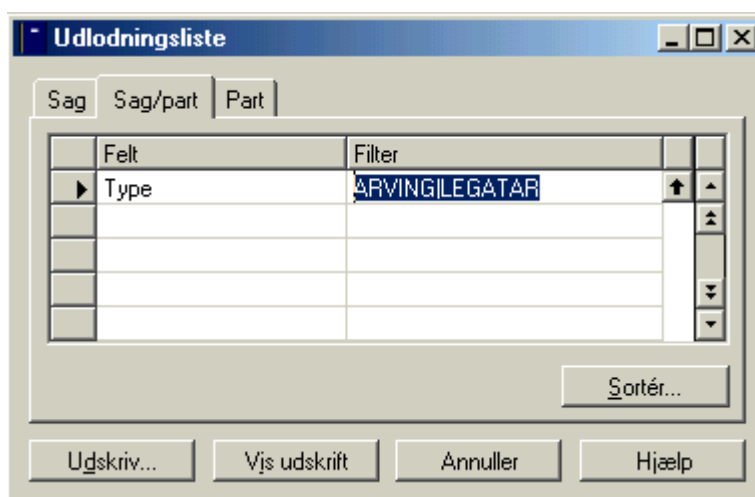 Udlodningsliste
Sag Sag/part Part
Felt Filter
Type ARVING|LEGATAR
Sortér...
Udskriv... Vis udskrift Annuller Hjælp